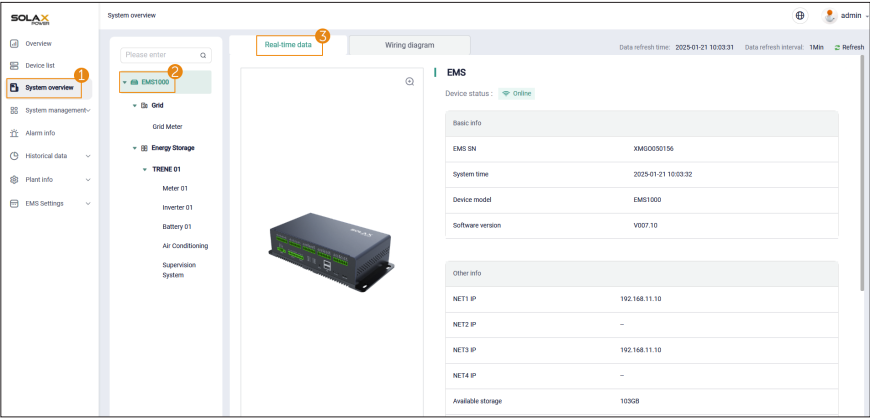 SOLAX
POWER
System overview
admin
Overview
Device list
1
System overview
System management
Alarm info
Historical data
Plant info
EMS Settings
Please enter
2
EMS1000
Grid
Grid Meter
Energy Storage
TRENE 01
Meter 01
Inverter 01
Battery 01
Air Conditioning
Supervision
System
3
Real-time data
Wiring diagram
Data refresh time: 2025-01-21 10:03:31 Data refresh interval: 1Min Refresh
SOLAX
EMS
Device status : Online
Basic info
EMS SN XMG0050156
System time 2025-01-21 10:03:32
Device model EMS1000
Software version V007.10
Other info
NET1 IP 192.168.11.10
NET2 IP –
NET3 IP 192.168.11.10
NET4 IP –
Available storage 103GB